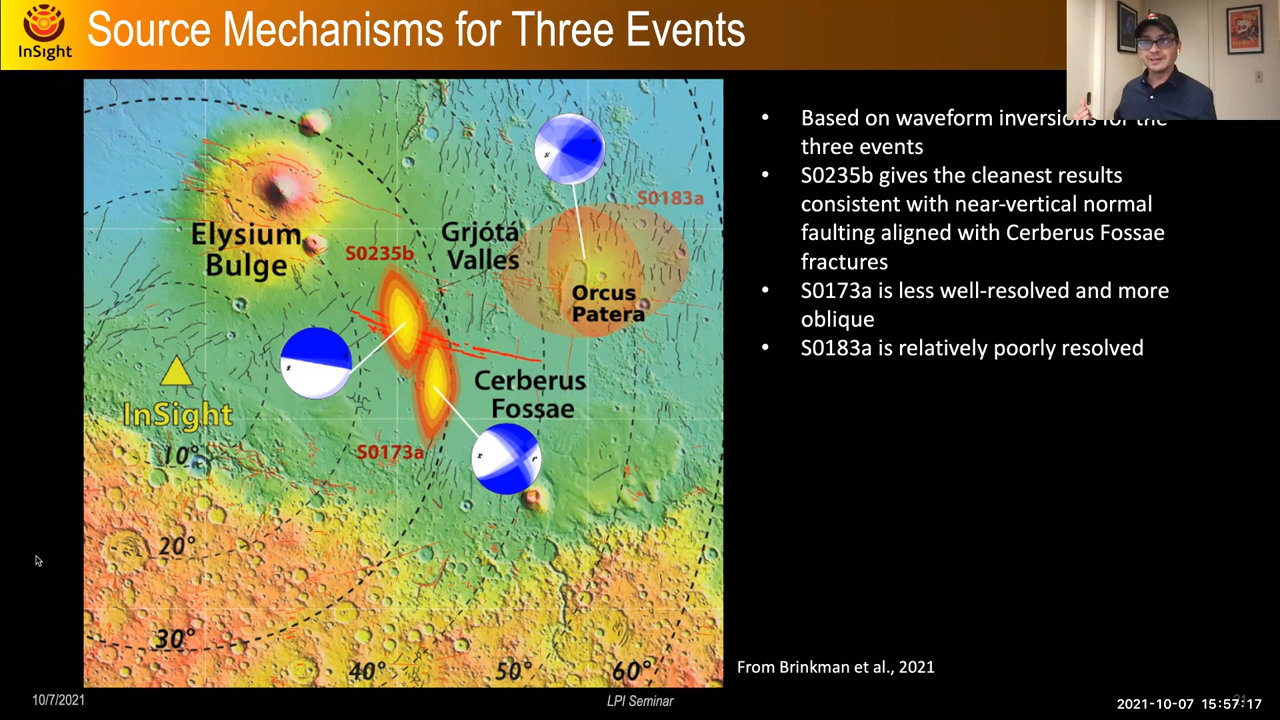 InSight
Source Mechanisms for Three Events
• Based on waveform inversions for the
three events
• S0235b gives the cleanest results
consistent with near-vertical normal
faulting aligned with Cerberus Fossae
fractures
• S0173a is less well-resolved and more
oblique
• S0183a is relatively poorly resolved
S0183a
Elysium
Bulge
Grjótá
Valles
S0235b
Orcus
Patera
InSight
Cerberus
Fossae
S0173a
10°
20°
30°
40°
50°
60°
From Brinkman et al., 2021
10/7/2021
LPI Seminar
2021-10-07 15:57:17